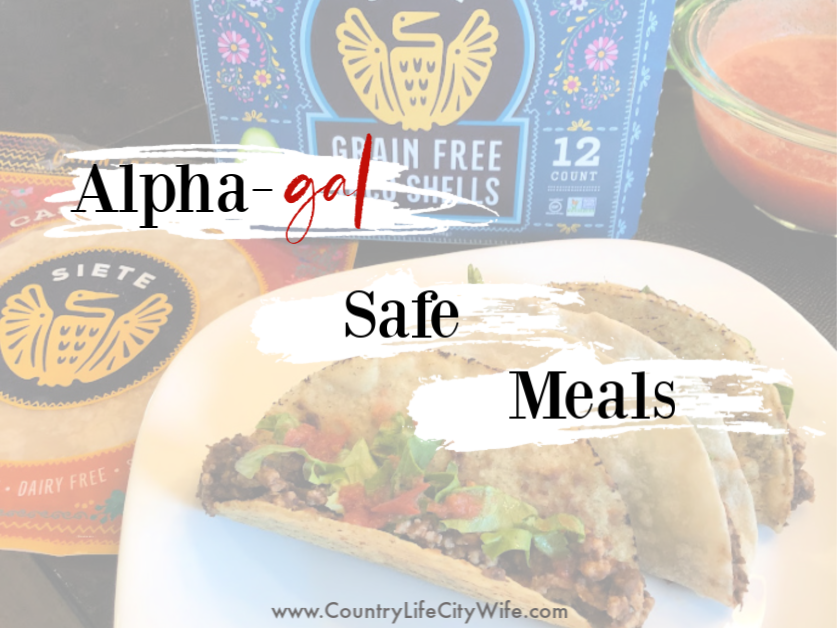 GRAIN FREE
SHELLS
12
COUNT
Alpha-gal
SIETE
Safe
Meals
• DAIRY FREE •
www.CountryLifeCityWife.com